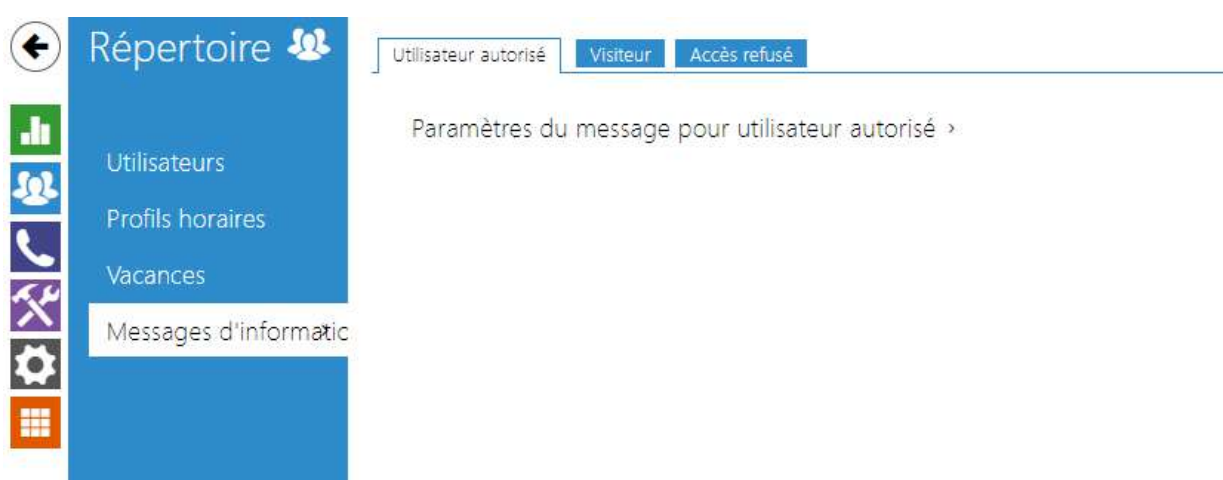 Répertoire
Utilisateur autorisé Visiteur Accès refusé
Paramètres du message pour utilisateur autorisé ›
Utilisateurs
Profils horaires
Vacances
Messages d'informatic